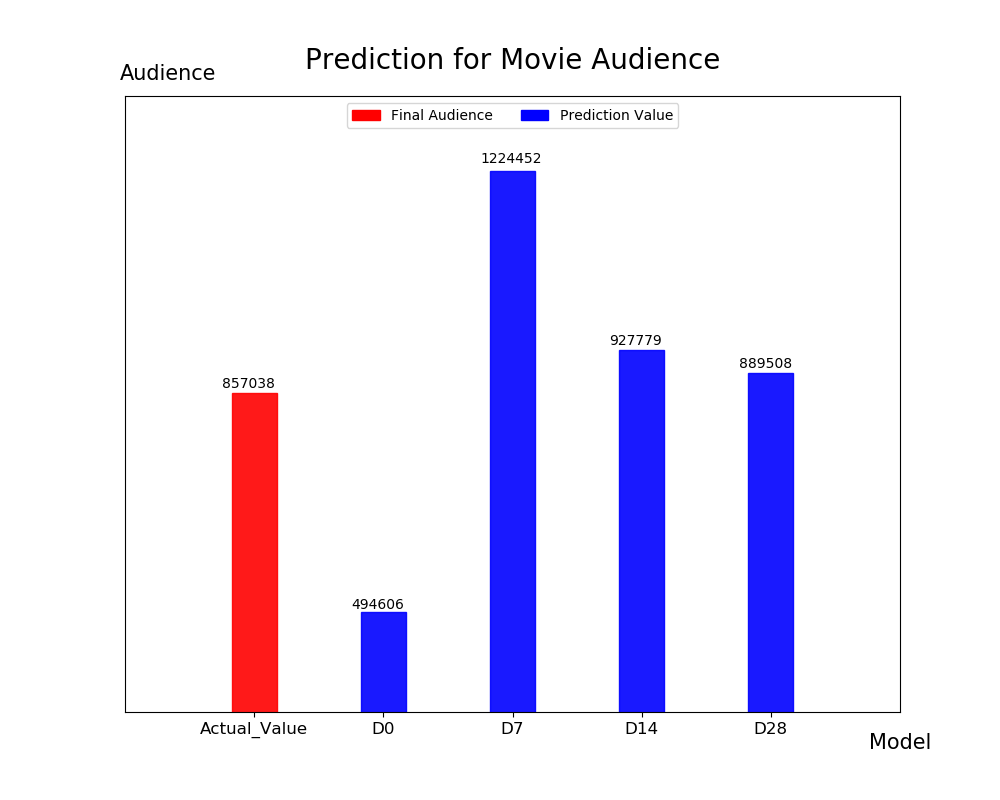 Prediction for Movie Audience
Audience
Final Audience
Prediction Value
1224452
927779
889508
857038
494606
Actual_Value
D0
D7
D14
D28
Model